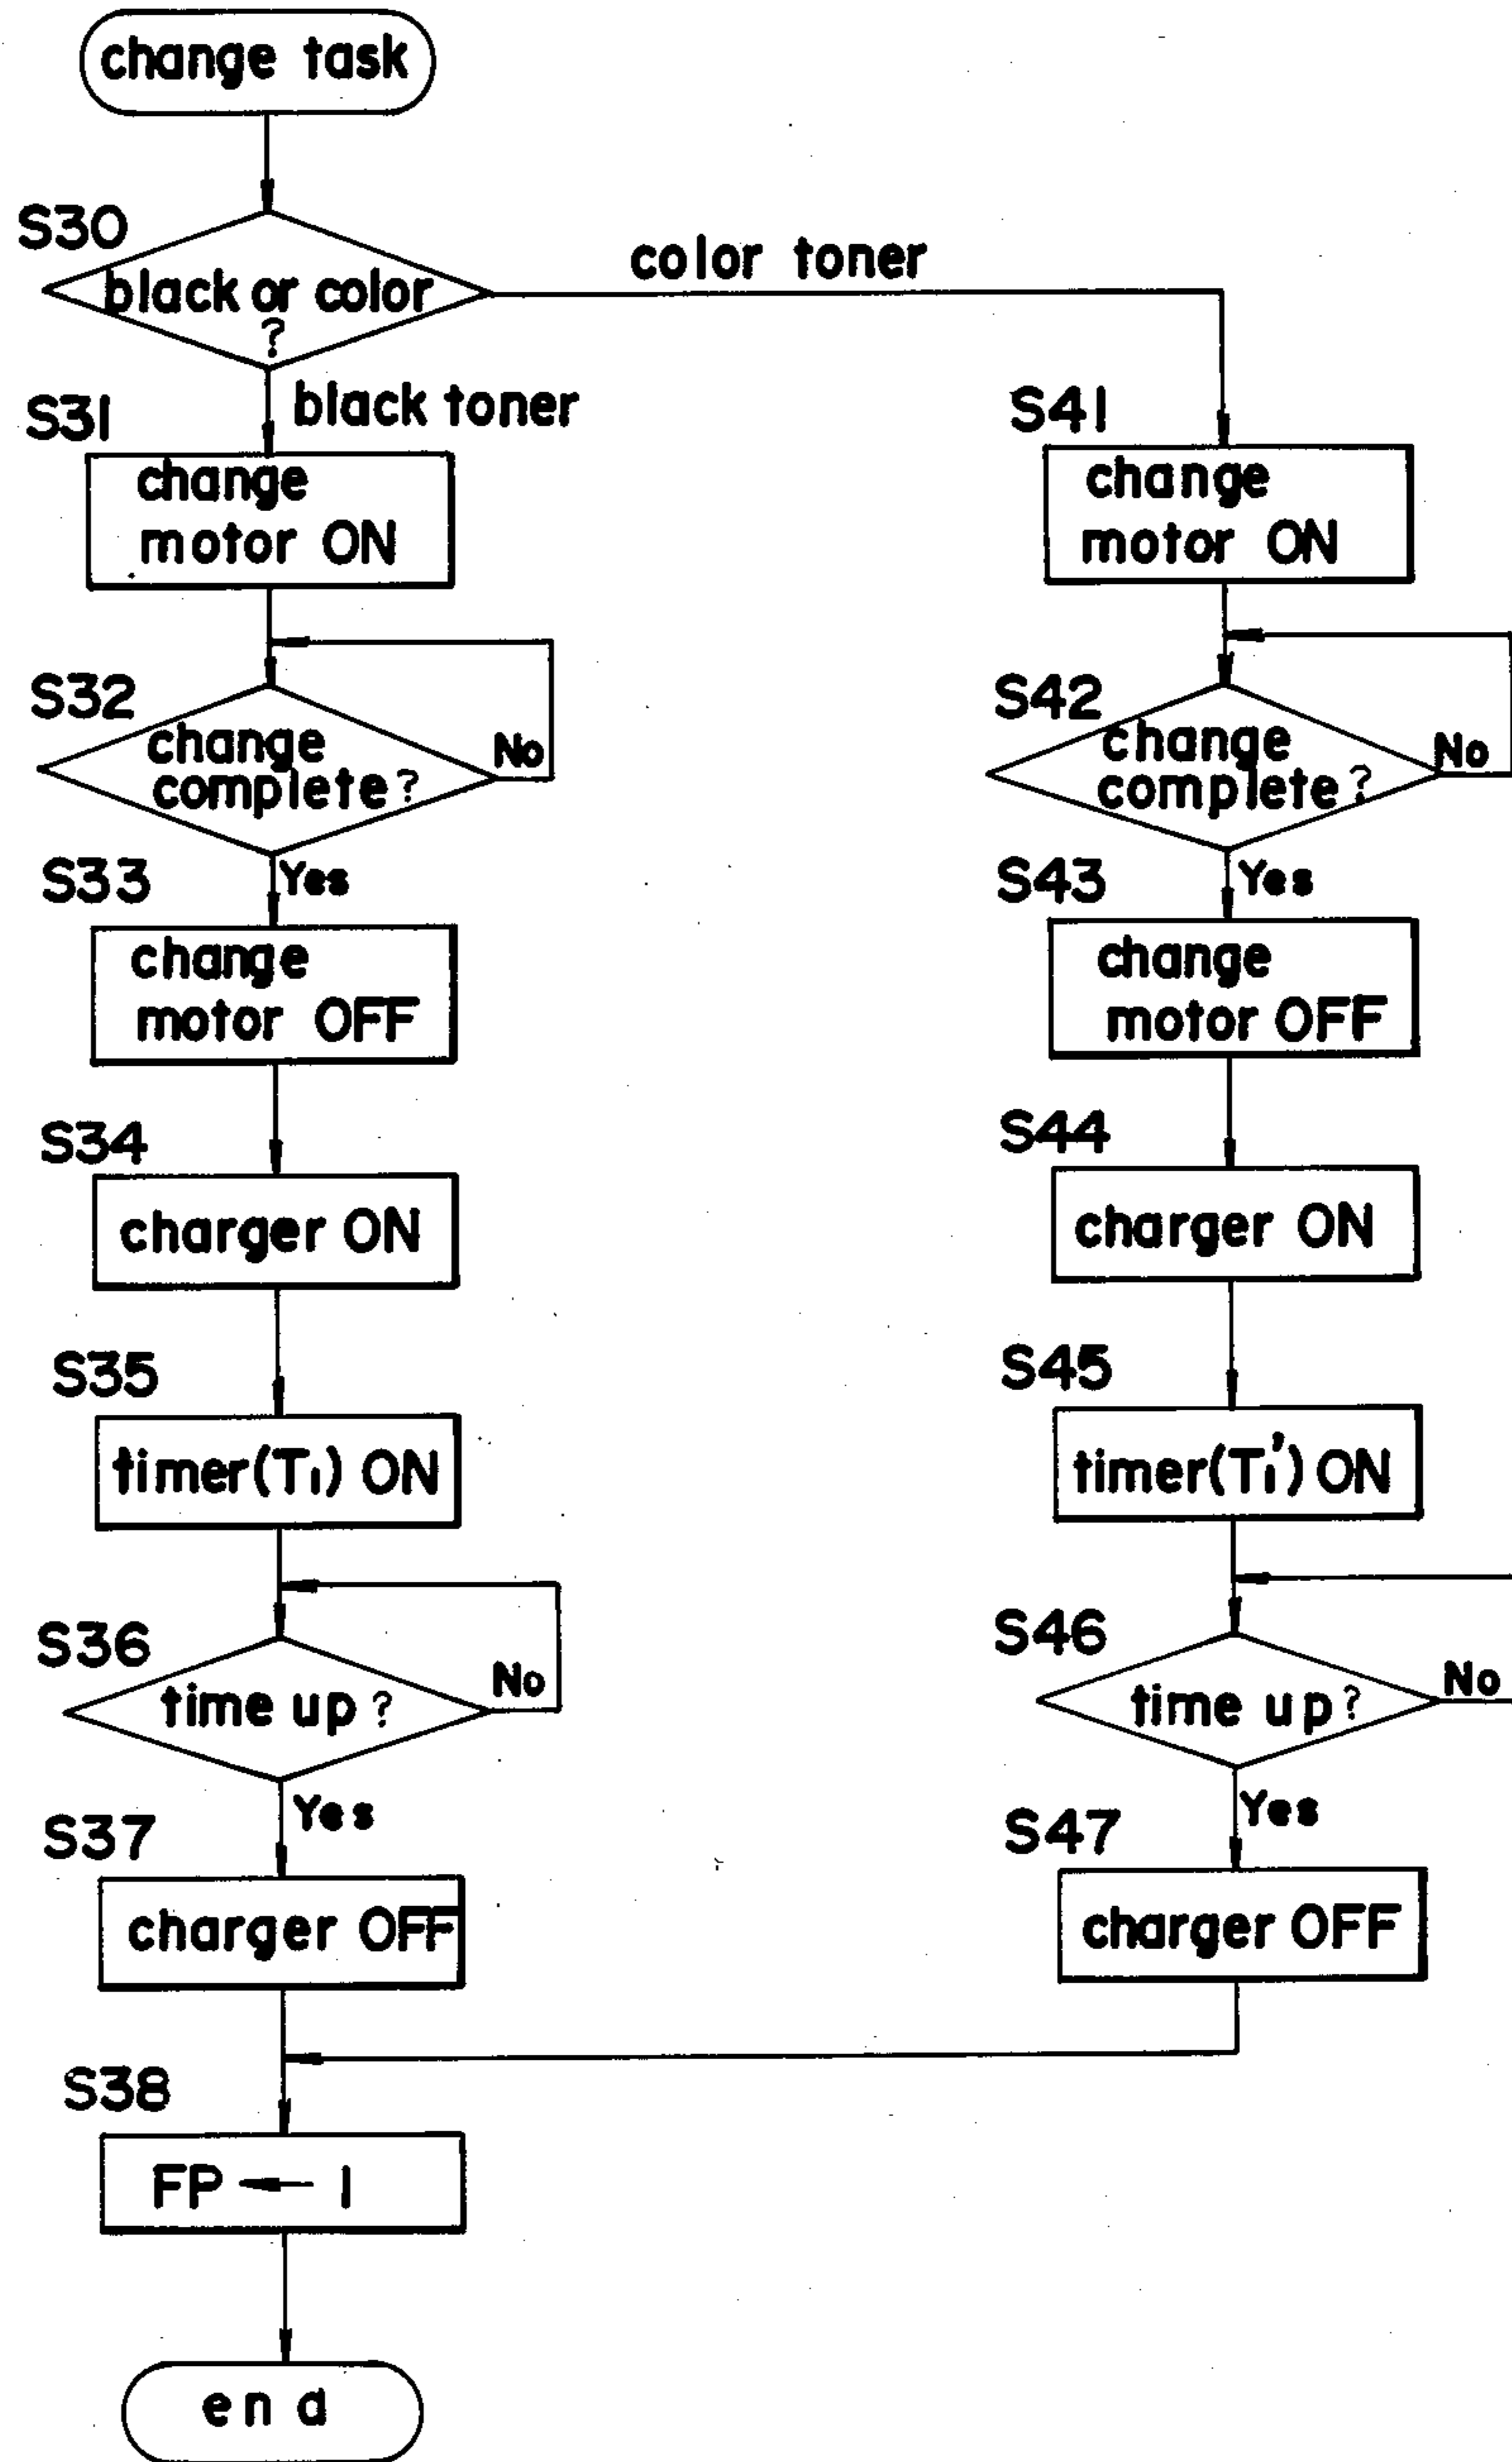 change task
S30
black or color
?
color toner
black toner
S31
change
motor ON
S32
change
complete?
No
Yes
S33
change
motor OFF
S34
charger ON
S35
timer(T₁) ON
S36
time up?
No
Yes
S37
charger OFF
S41
change
motor ON
S42
change
complete?
No
Yes
S43
change
motor OFF
S44
charger ON
S45
timer(T₁') ON
S46
time up?
No
Yes
S47
charger OFF
S38
FP ← 1
end